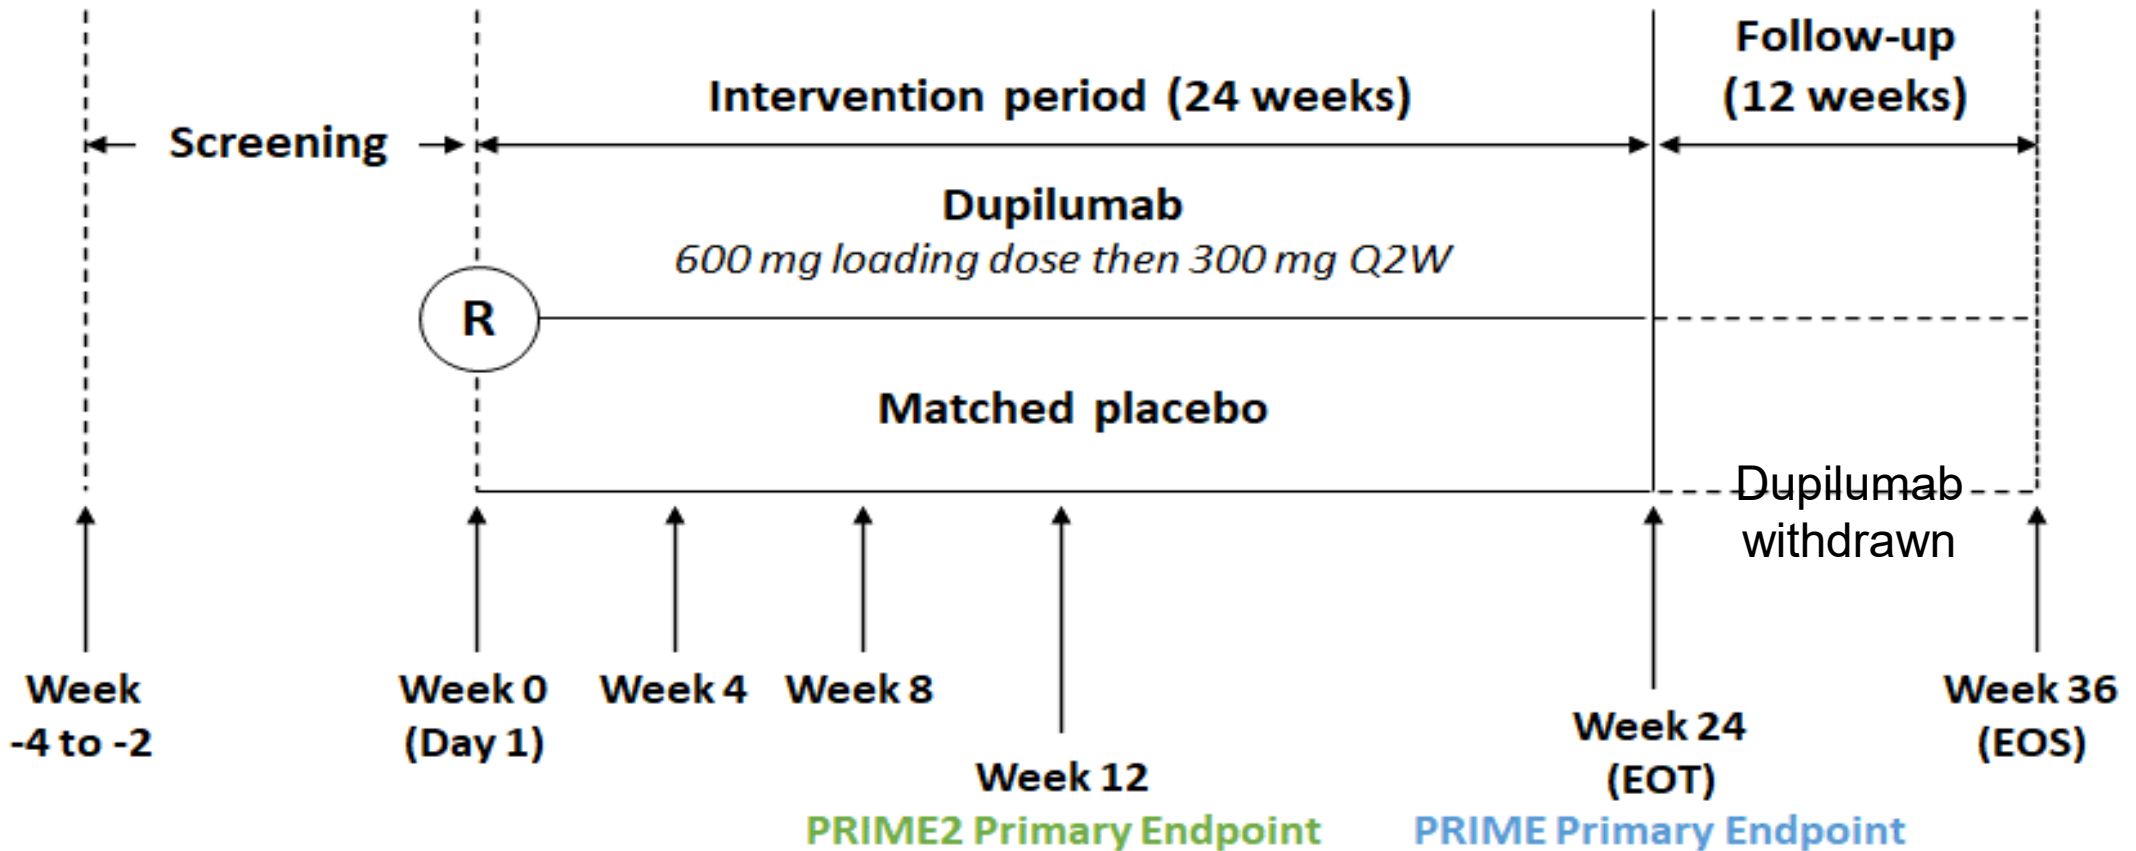 Follow-up
(12 weeks)
Intervention period (24 weeks)
Screening
Dupilumab
600 mg loading dose then 300 mg Q2W
R
Matched placebo
Dupilumab
withdrawn
Week
-4 to -2
Week 0
(Day 1)
Week 4
Week 8
Week 12
PRIME2 Primary Endpoint
Week 24
(EOT)
PRIME Primary Endpoint
Week 36
(EOS)